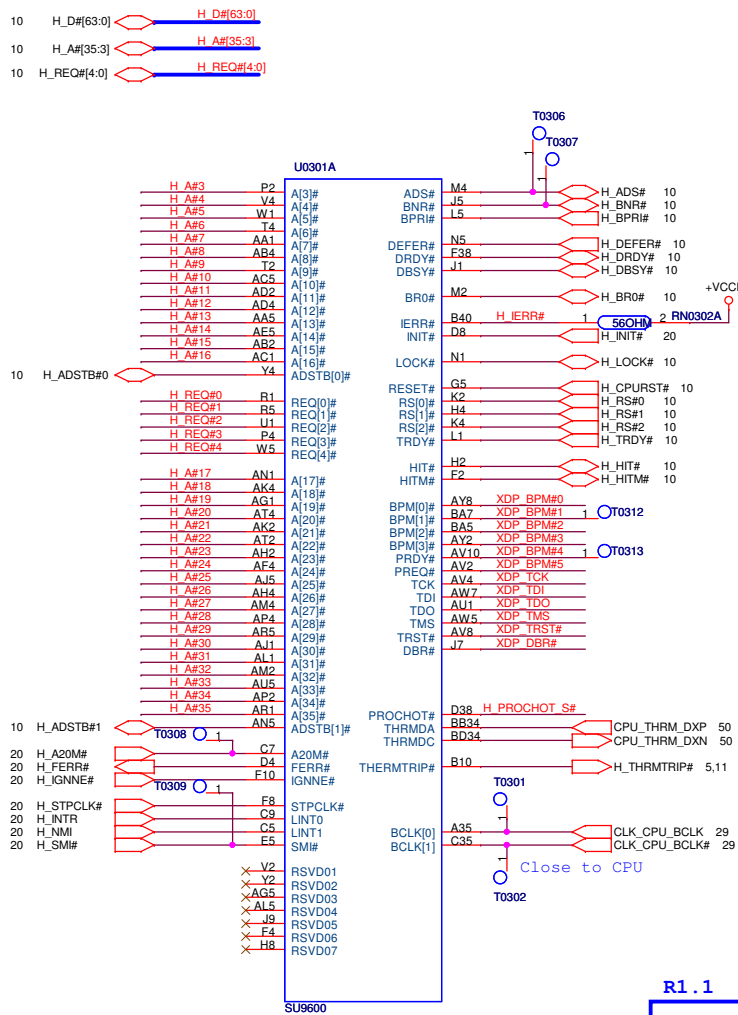 10 H_D#[63:0] H_D#[63:0]
10 H_A#[35:3] H_A#[35:3]
10 H_REQ#[4:0] H_REQ#[4:0]
T0306
1
T0307
1
U0301A
H_A#3 P2 A[3]#
H_A#4 V4 A[4]#
H_A#5 W1 A[5]#
H_A#6 T4 A[6]#
H_A#7 AA1 A[7]#
H_A#8 AB4 A[8]#
H_A#9 T2 A[9]#
H_A#10 AC5 A[10]#
H_A#11 AD2 A[11]#
H_A#12 AD4 A[12]#
H_A#13 AA5 A[13]#
H_A#14 AE5 A[14]#
H_A#15 AB2 A[15]#
H_A#16 AC1 A[16]#
10 H_ADSTB#0 Y4 ADSTB[0]#
H_REQ#0 R1 REQ[0]#
H_REQ#1 R5 REQ[1]#
H_REQ#2 U1 REQ[2]#
H_REQ#3 P4 REQ[3]#
H_REQ#4 W5 REQ[4]#
H_A#17 AN1 A[17]#
H_A#18 AK4 A[18]#
H_A#19 AG1 A[19]#
H_A#20 AT4 A[20]#
H_A#21 AK2 A[21]#
H_A#22 AT2 A[22]#
H_A#23 AH2 A[23]#
H_A#24 AF4 A[24]#
H_A#25 AJ5 A[25]#
H_A#26 AH4 A[26]#
H_A#27 AM4 A[27]#
H_A#28 AP4 A[28]#
H_A#29 AR5 A[29]#
H_A#30 AJ1 A[30]#
H_A#31 AL1 A[31]#
H_A#32 AM2 A[32]#
H_A#33 AU5 A[33]#
H_A#34 AP2 A[34]#
H_A#35 AR1 A[35]#
10 H_ADSTB#1 AN5 ADSTB[1]#
T0308 1
20 H_A20M# C7 A20M#
20 H_FERR# D4 FERR#
20 H_IGNNE# F10 IGNNE#
T0309 1
20 H_STPCLK# F8 STPCLK#
20 H_INTR C9 LINT0
20 H_NMI C5 LINT1
20 H_SMI# E5 SMI#
V2 RSVD01
Y2 RSVD02
AG5 RSVD03
AL5 RSVD04
J9 RSVD05
F4 RSVD06
H8 RSVD07
SU9600
ADS# M4 H_ADS# 10
BNR# J5 H_BNR# 10
BPRI# L5 H_BPRI# 10
DEFER# N5 H_DEFER# 10
DRDY# F38 H_DRDY# 10
DBSY# J1 H_DBSY# 10
BR0# M2 H_BR0# 10
IERR# B40 H_IERR# 1 56OHM 2 RN0302A
INIT# D8 H_INIT# 20
LOCK# N1 H_LOCK# 10
RESET# G5 H_CPURST# 10
RS[0]# K2 H_RS#0 10
RS[1]# H4 H_RS#1 10
RS[2]# K4 H_RS#2 10
TRDY# L1 H_TRDY# 10
HIT# H2 H_HIT# 10
HITM# F2 H_HITM# 10
BPM[0]# AY8 XDP_BPM#0
BPM[1]# BA7 XDP_BPM#1 1 T0312
BPM[2]# BA5 XDP_BPM#2
BPM[3]# AY2 XDP_BPM#3
PRDY# AV10 XDP_BPM#4 1 T0313
PREQ# AV2 XDP_BPM#5
TCK AV4 XDP_TCK
TDI AW7 XDP_TDI
TDO AU1 XDP_TDO
TMS AW5 XDP_TMS
TRST# AV8 XDP_TRST#
DBR# J7 XDP_DBR#
PROCHOT# D38 H_PROCHOT_S#
THRMDA BB34 CPU_THRM_DXP 50
THRMDC BD34 CPU_THRM_DXN 50
THERMTRIP# B10 H_THRMTRIP# 5,11
T0301
1
BCLK[0] A35 CLK_CPU_BCLK 29
BCLK[1] C35 CLK_CPU_BCLK# 29
1
T0302
Close to CPU
R1.1